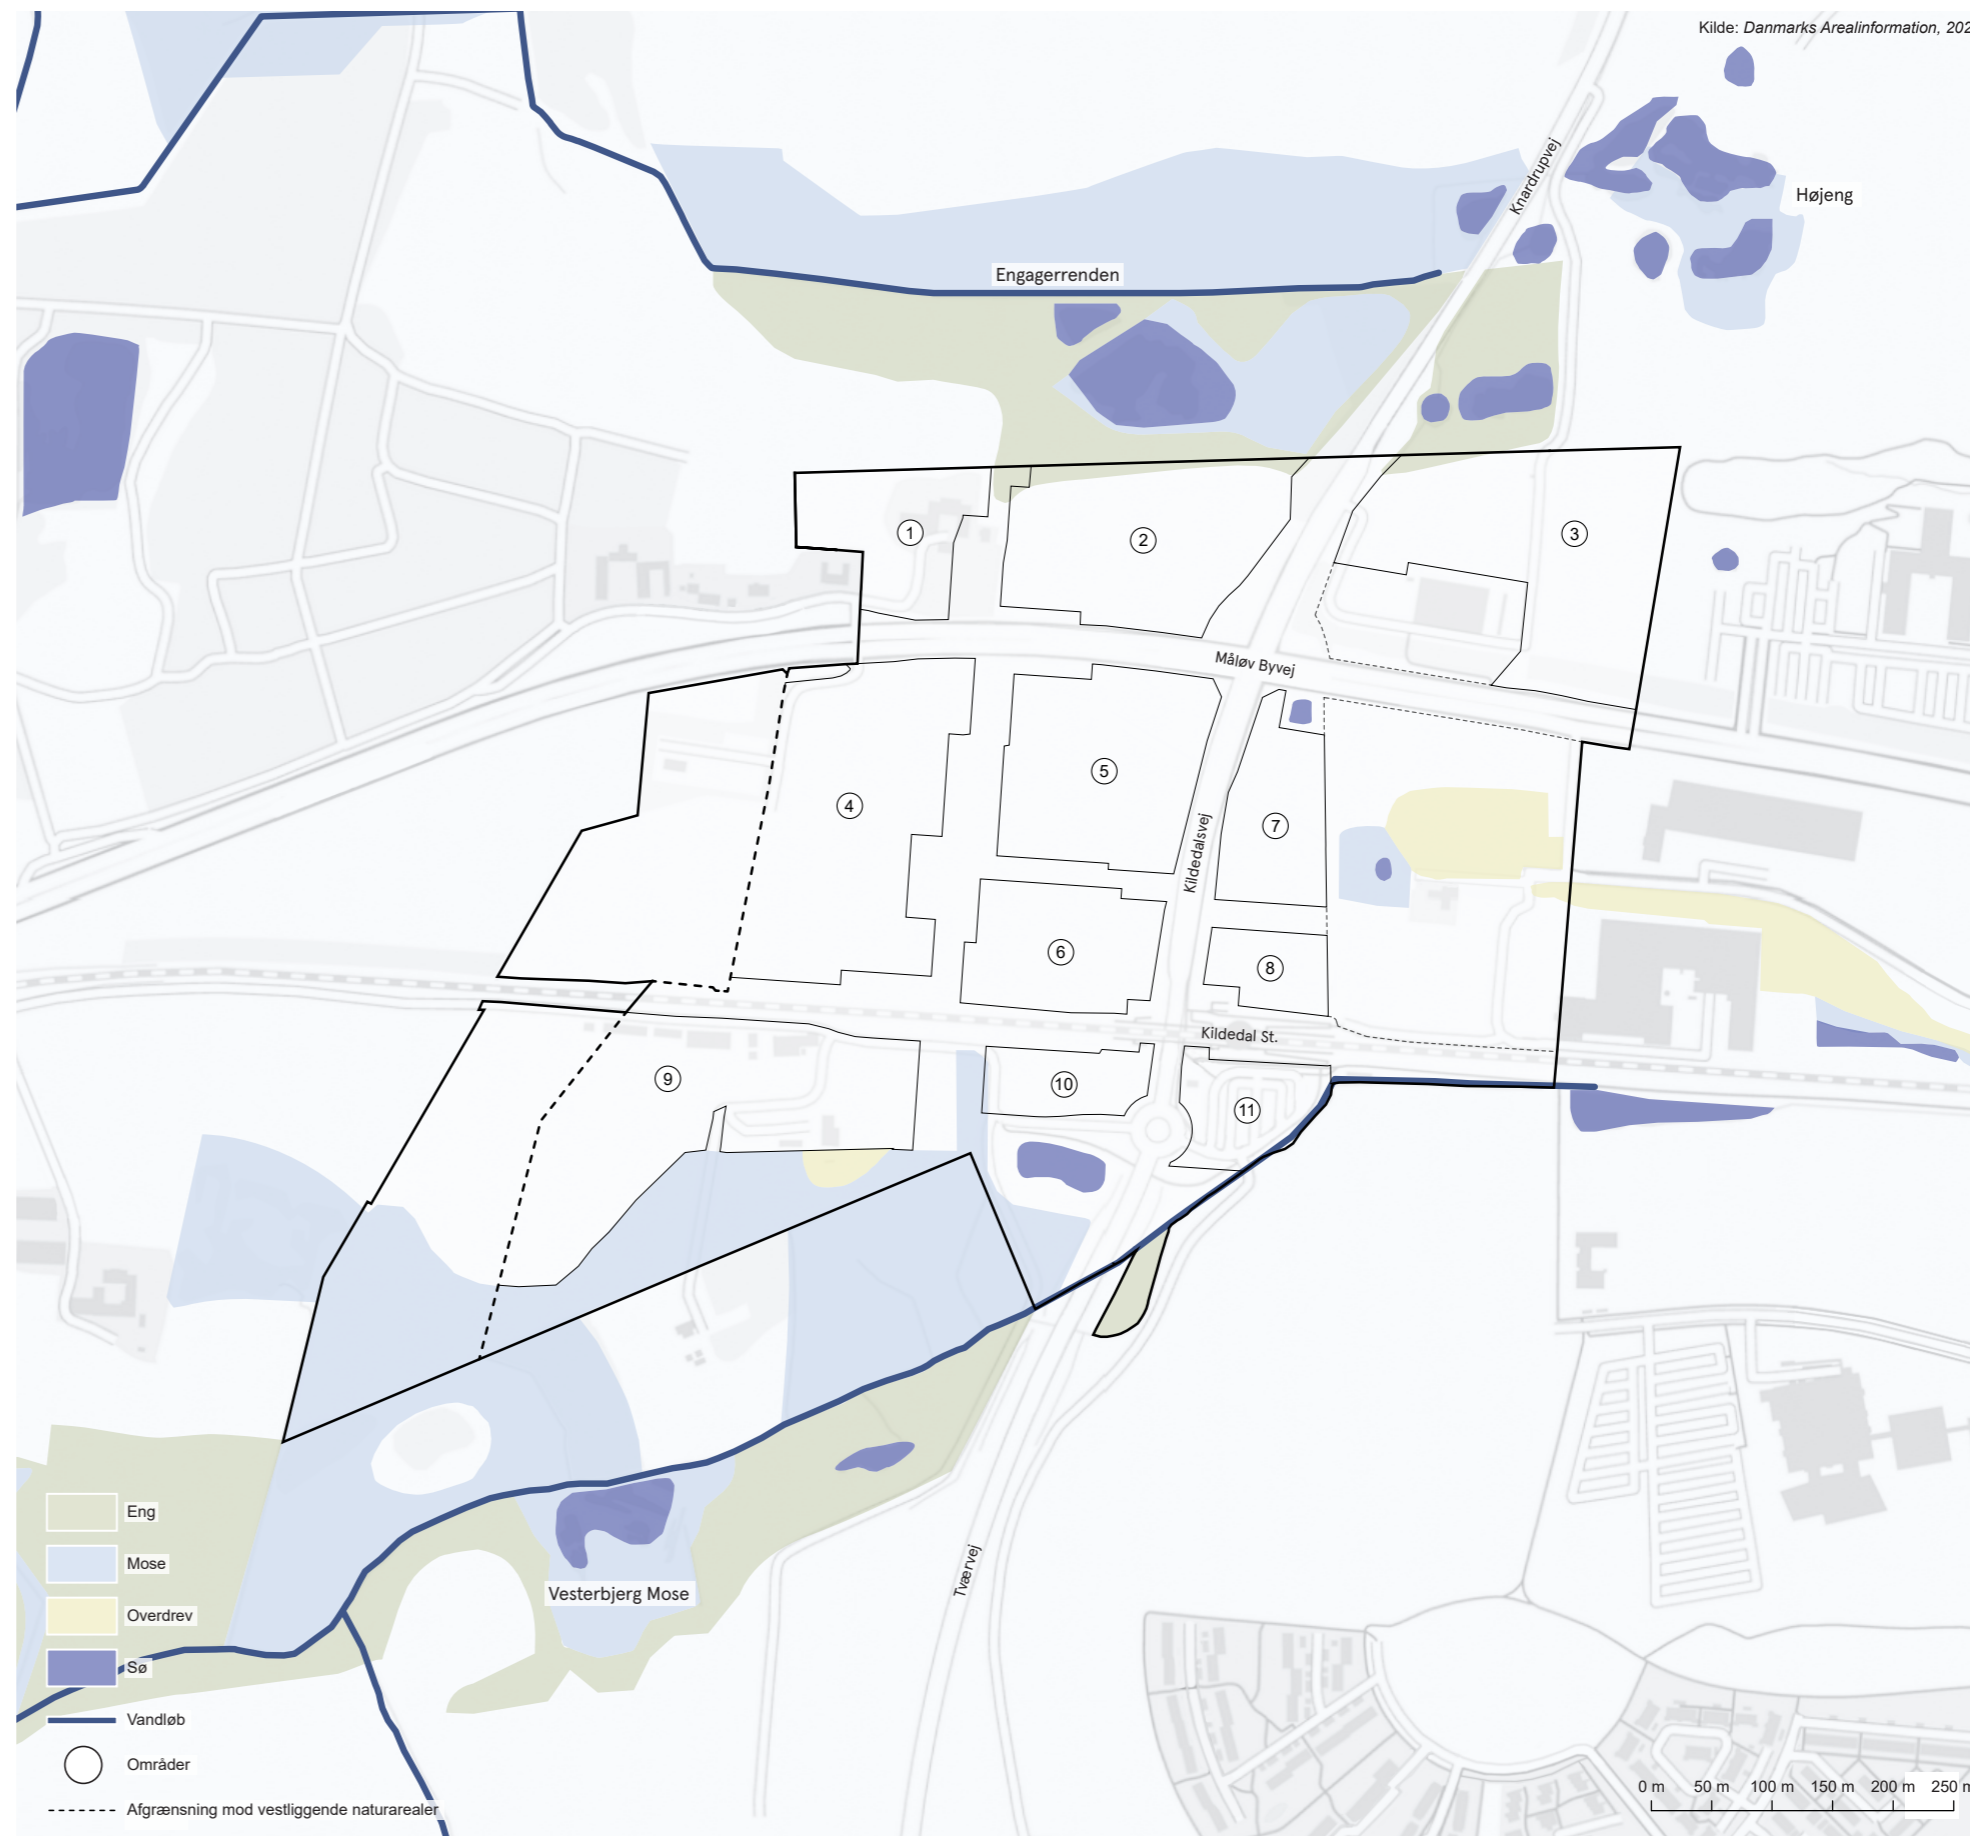 Kilde: Danmarks Arealinformation, 202
Knardrupvej
Højeng
Engagerrenden
1
2
3
Måløv Byvej
4
5
Kildedalsvej
7
6
8
Kildedal St.
9
10
11
Vesterbjerg Mose
Tværvej
Eng
Mose
Overdrev
Sø
Vandløb
Områder
Afgrænsning mod vestliggende naturarealer
0 m 50 m 100 m 150 m 200 m 250 m